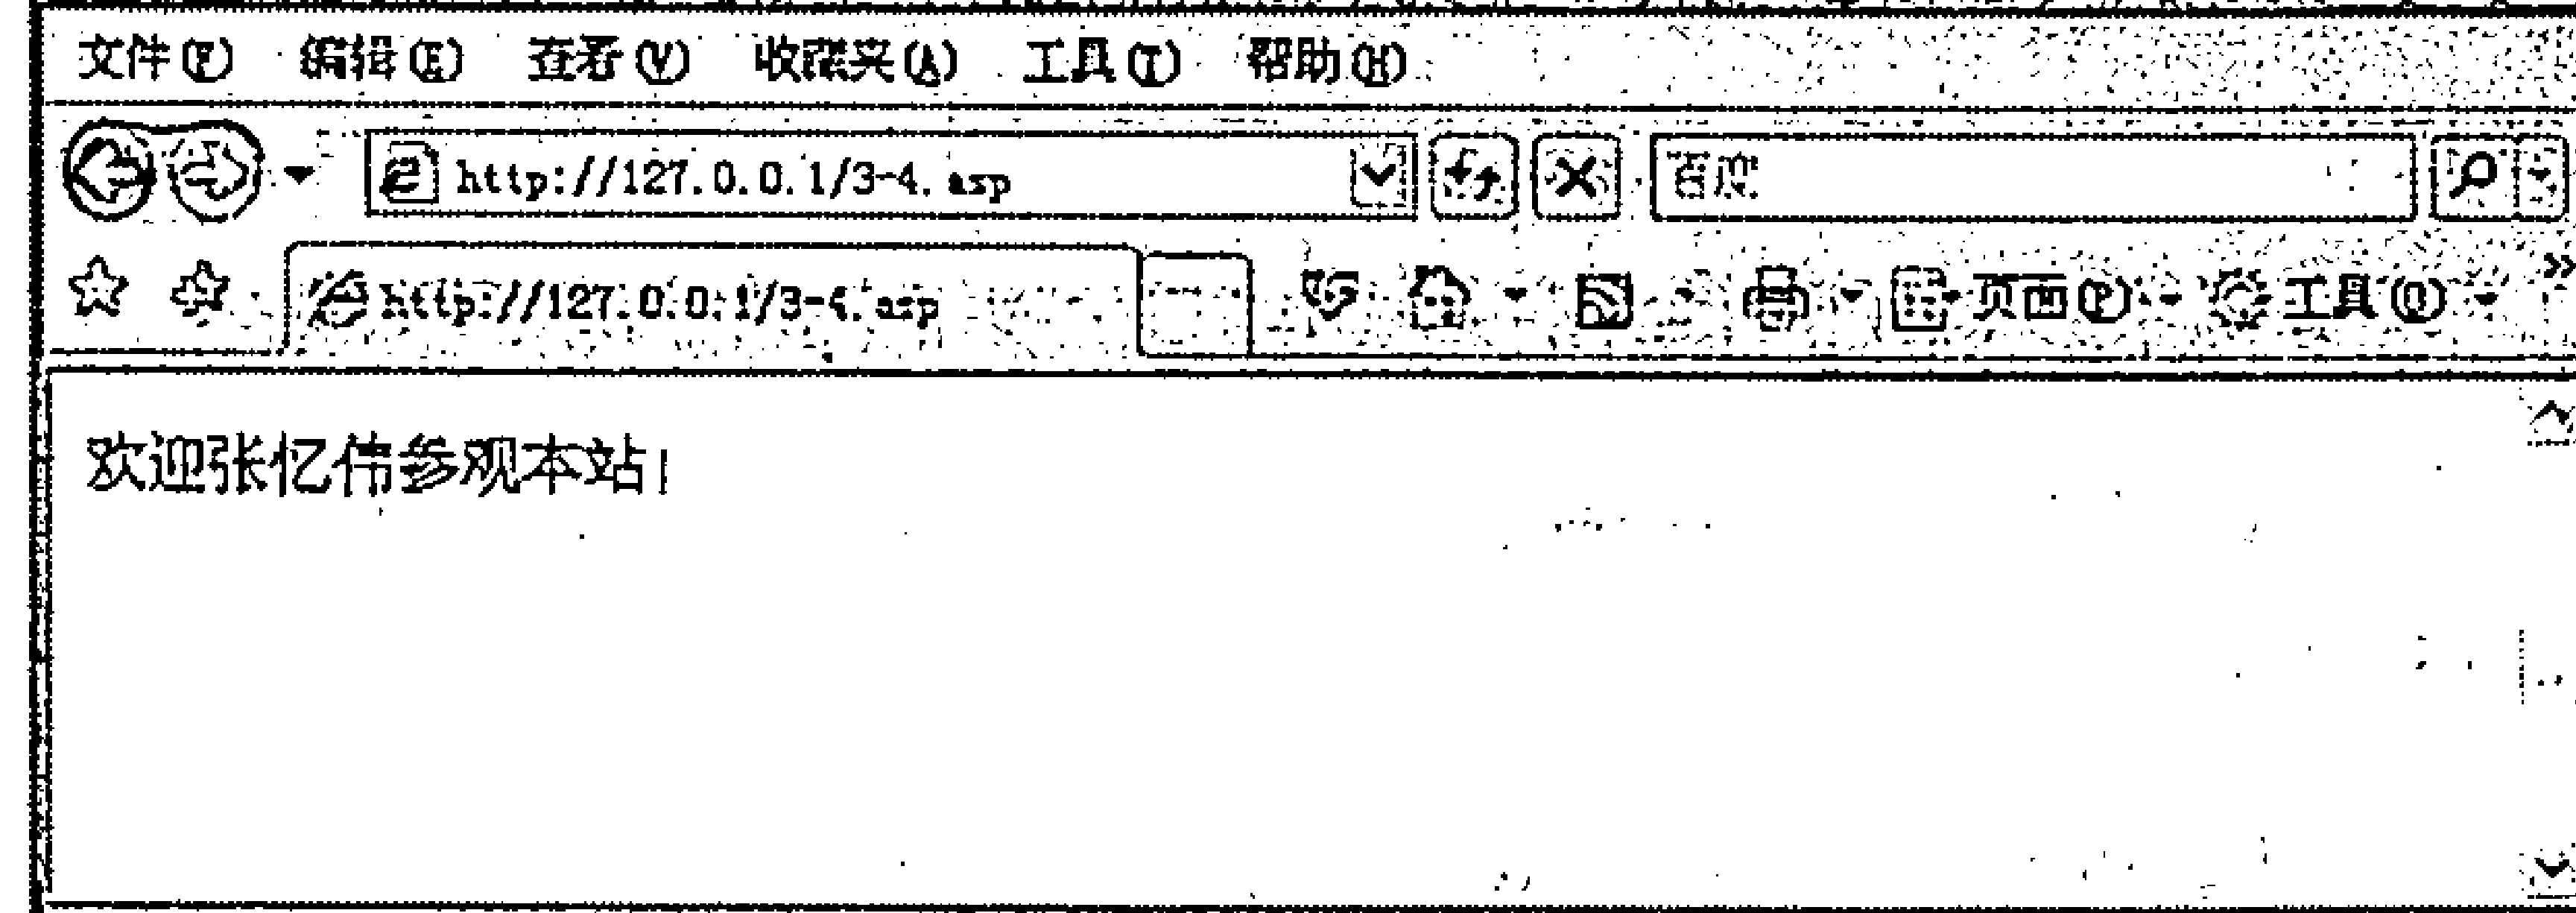 文件(F) 编辑(E) 查看(V) 收藏夹(A) 工具(T) 帮助(H)
http://127.0.0.1/3-4.asp 百度
http://127.0.0.1/3-4.asp 页面(P) 工具(O) »
欢迎张亿伟参观本站!